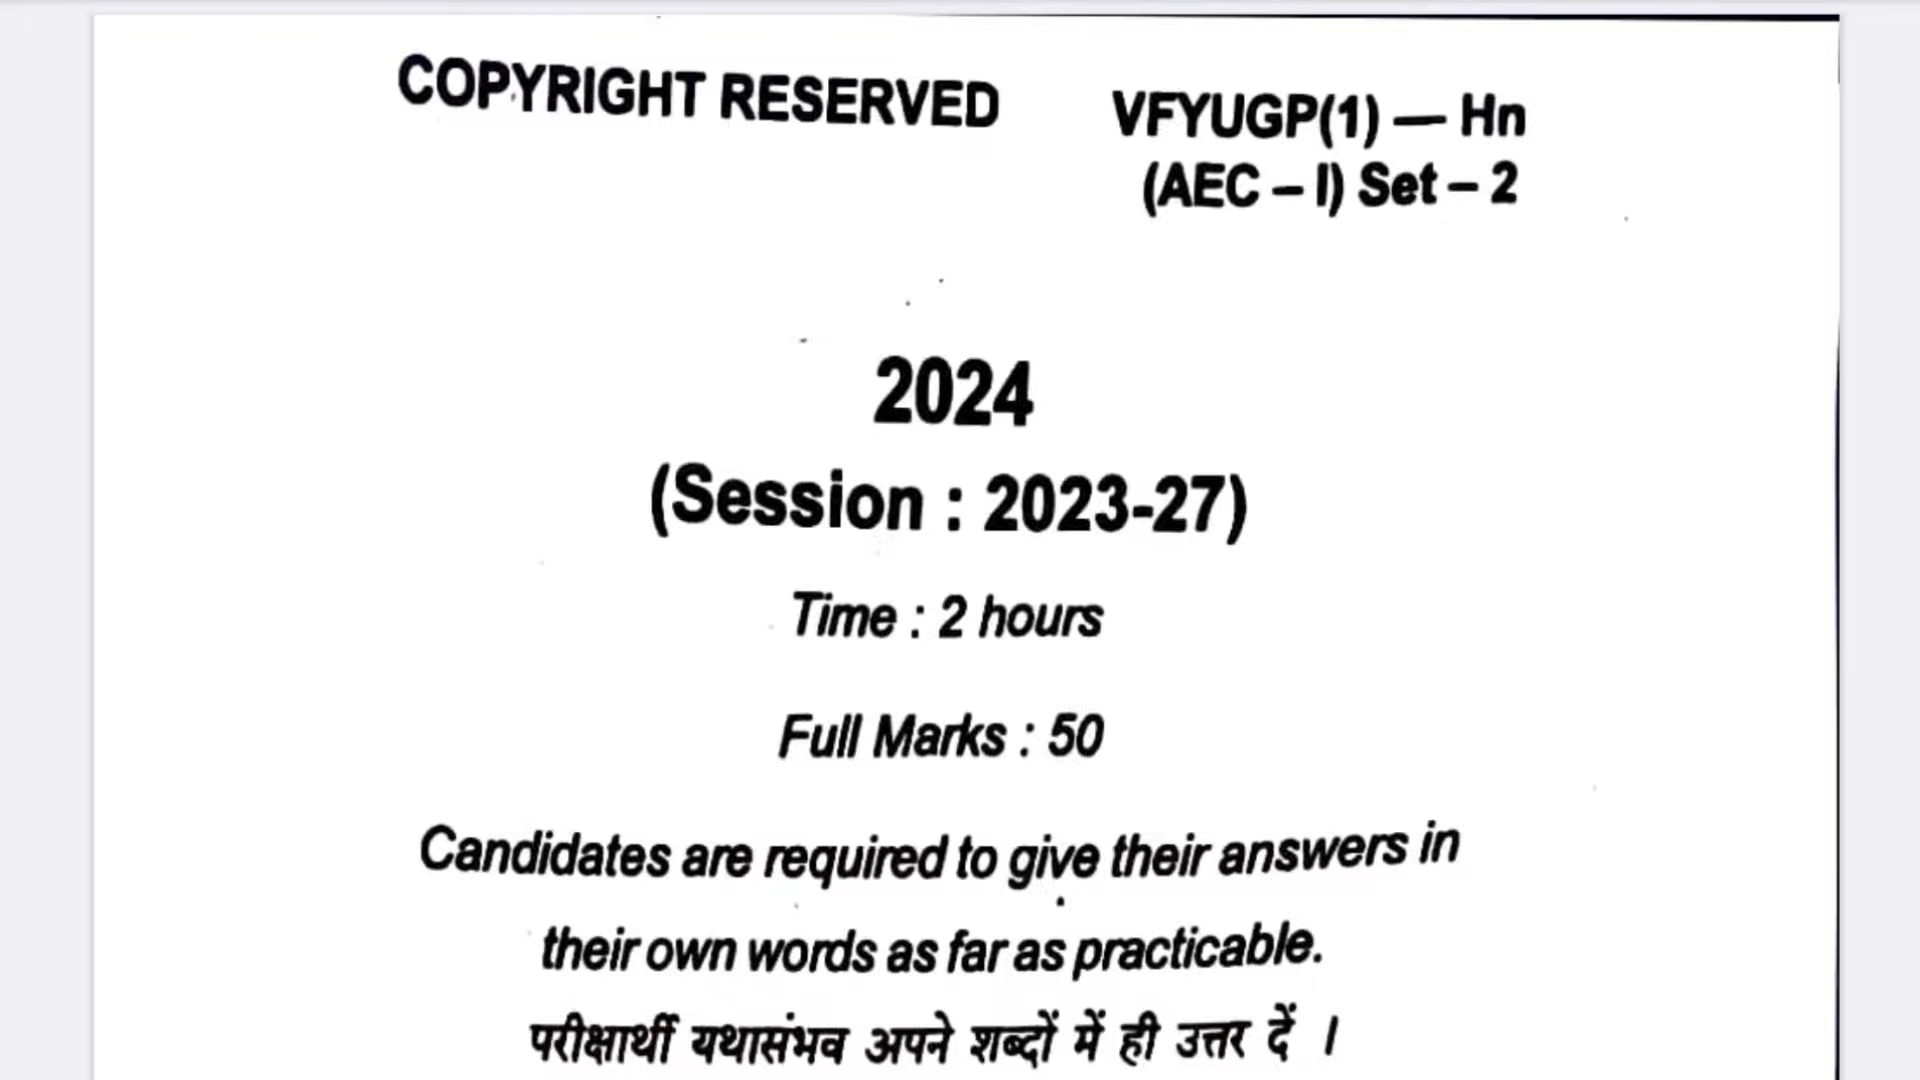 COPYRIGHT RESERVED
VFYUGP(1) — Hn
(AEC – I) Set – 2
2024
(Session : 2023-27)
Time : 2 hours
Full Marks : 50
Candidates are required to give their answers in
their own words as far as practicable.
परीक्षार्थी यथासंभव अपने शब्दों में ही उत्तर दें ।